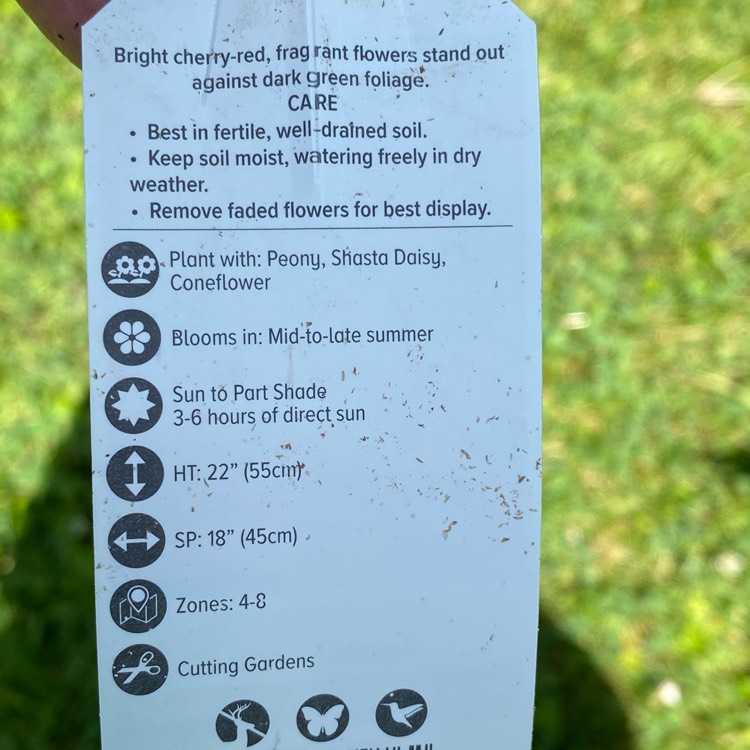 Bright cherry-red, fragrant flowers stand out
against dark green foliage.
CARE
• Best in fertile, well-drained soil.
• Keep soil moist, watering freely in dry
weather.
• Remove faded flowers for best display.
Plant with: Peony, Shasta Daisy,
Coneflower
Blooms in: Mid-to-late summer
Sun to Part Shade
3-6 hours of direct sun
HT: 22” (55cm)
SP: 18” (45cm)
Zones: 4-8
Cutting Gardens